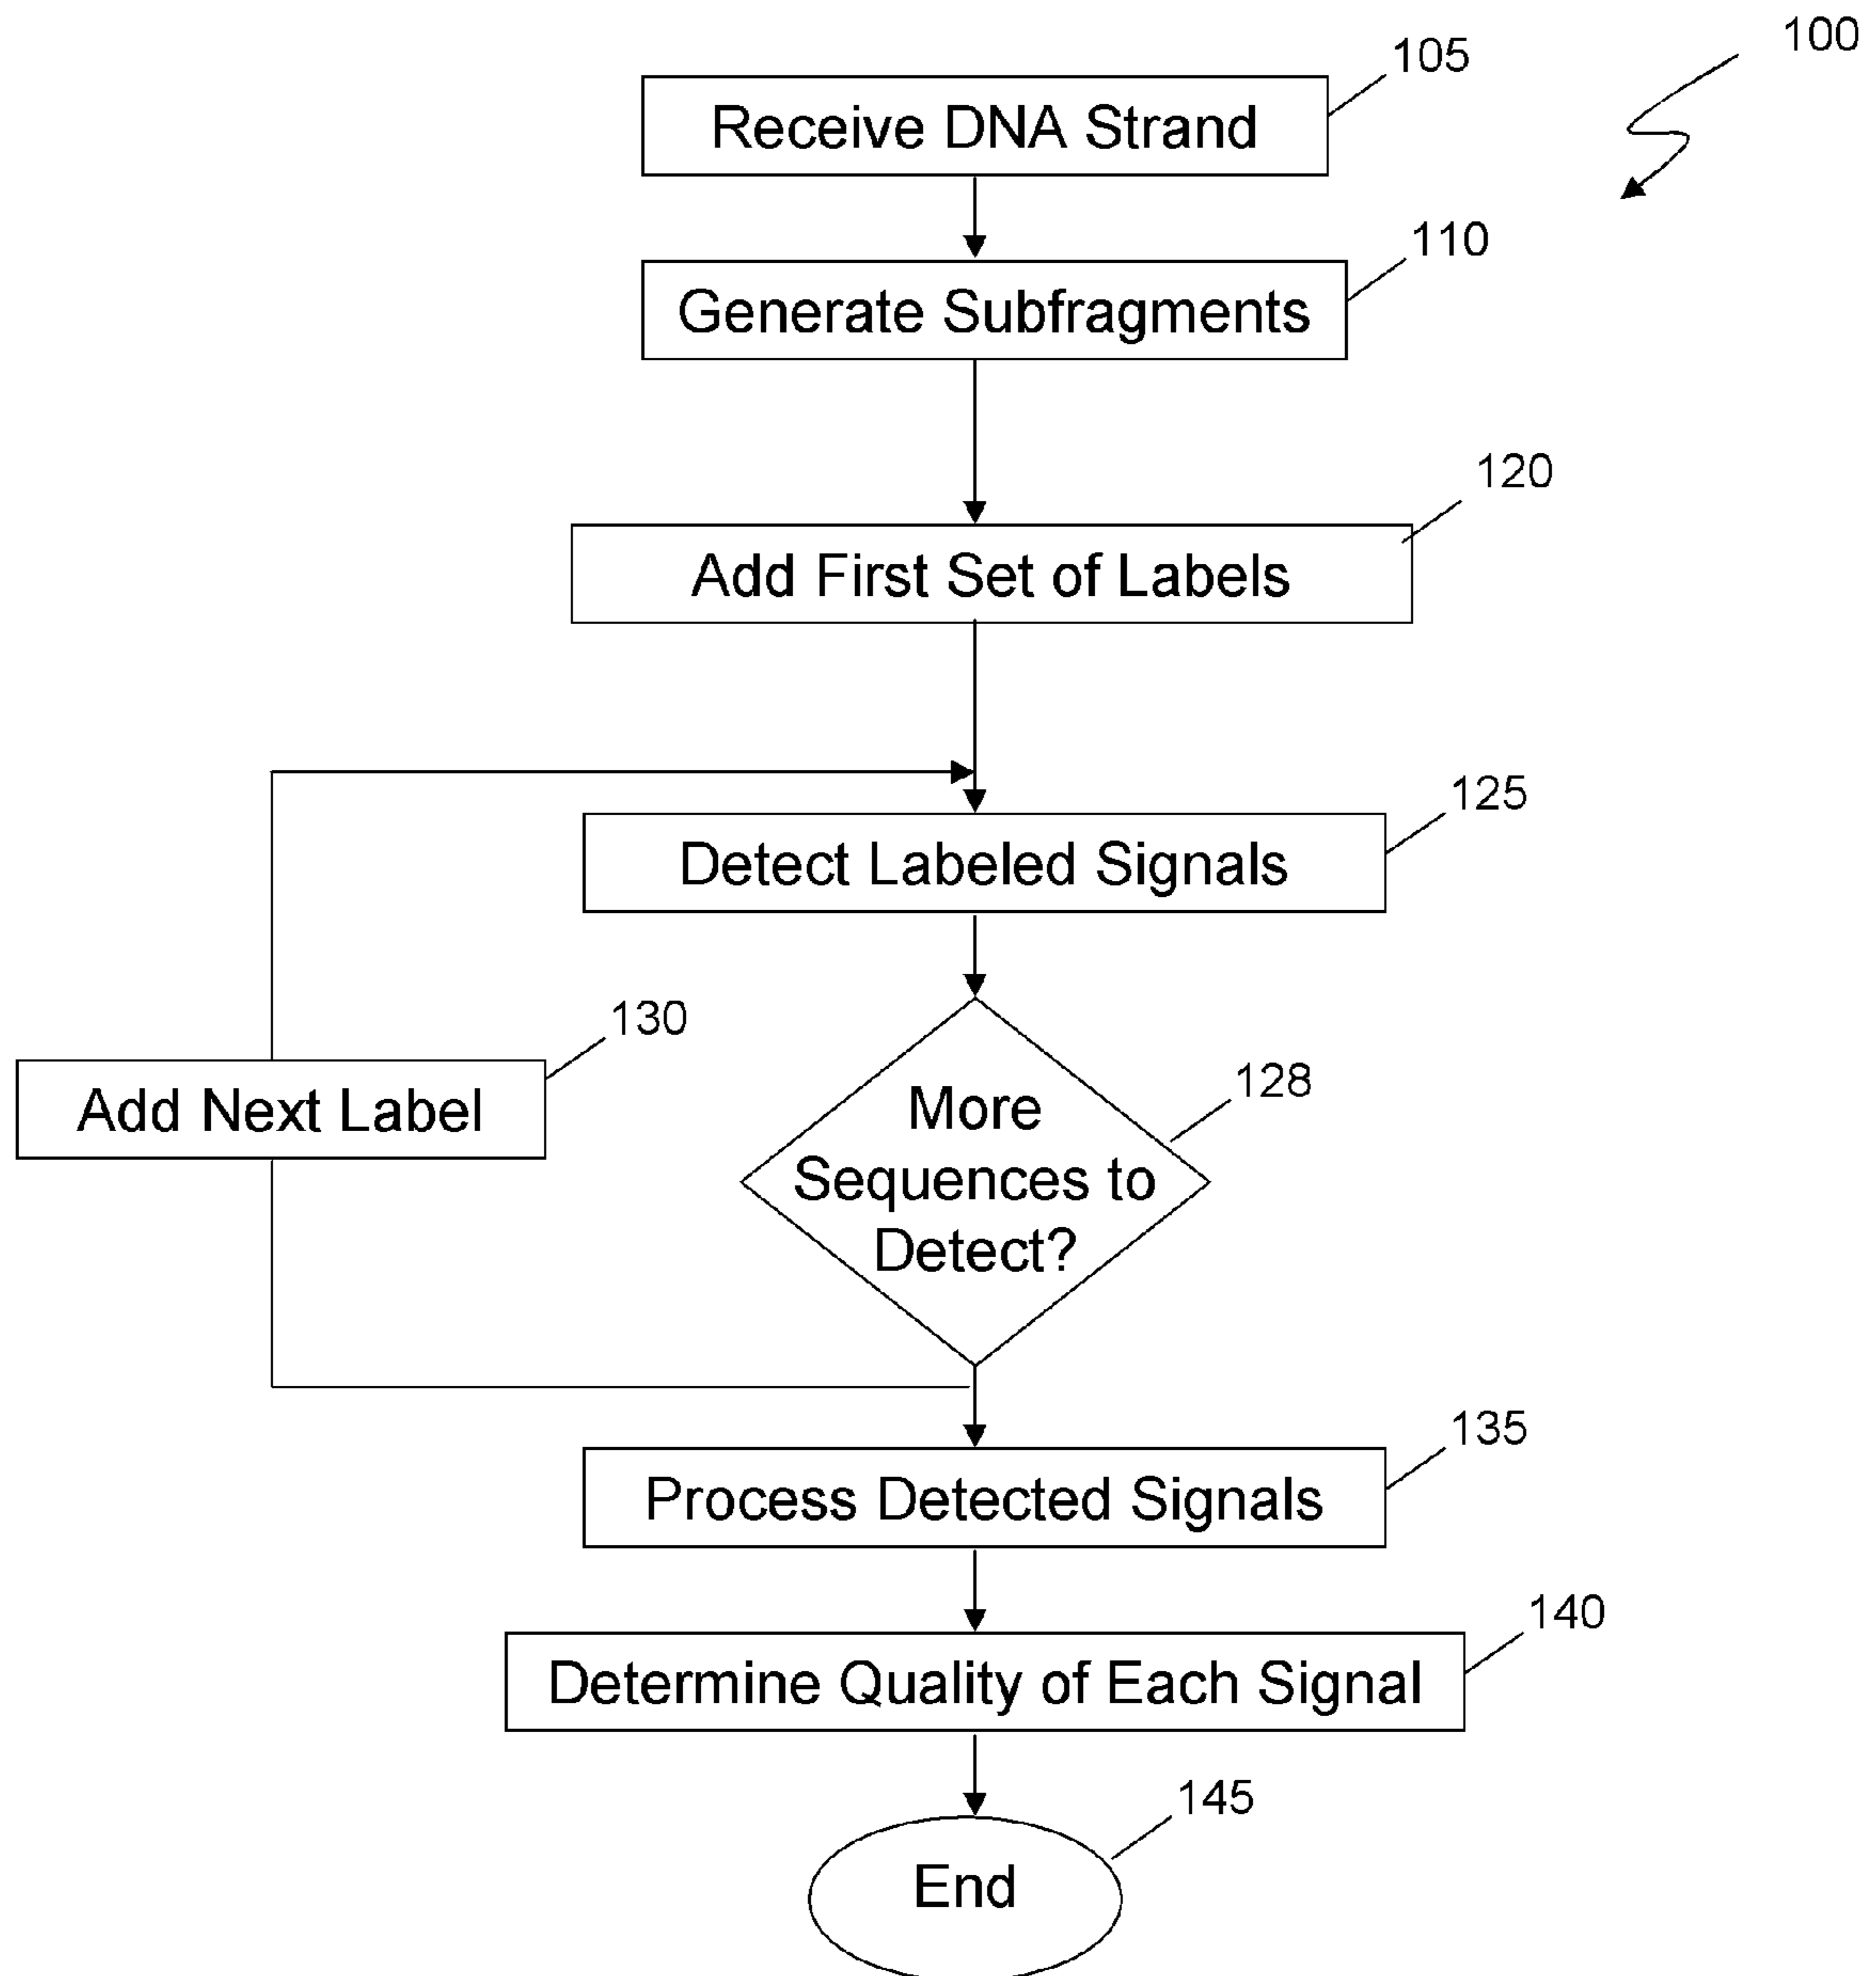 100
105
Receive DNA Strand
110
Generate Subfragments
120
Add First Set of Labels
125
Detect Labeled Signals
130
Add Next Label
128
More
Sequences to
Detect?
135
Process Detected Signals
140
Determine Quality of Each Signal
145
End